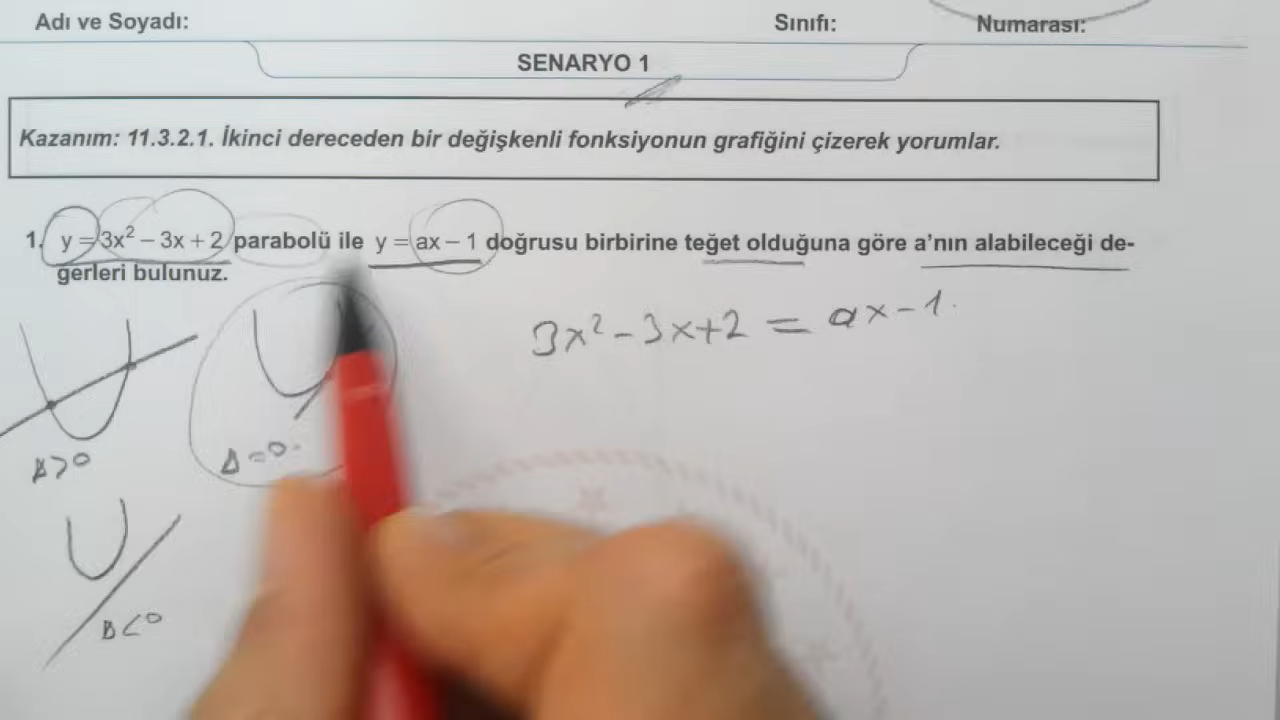 Adı ve Soyadı: Sınıfı: Numarası:
SENARYO 1
Kazanım: 11.3.2.1. İkinci dereceden bir değişkenli fonksiyonun grafiğini çizerek yorumlar.
1. y = 3x² – 3x + 2 parabolü ile y = ax – 1 doğrusu birbirine teğet olduğuna göre a'nın alabileceği de-
ğerleri bulunuz.
3x² - 3x + 2 = ax - 1
Δ > 0
Δ = 0
Δ < 0